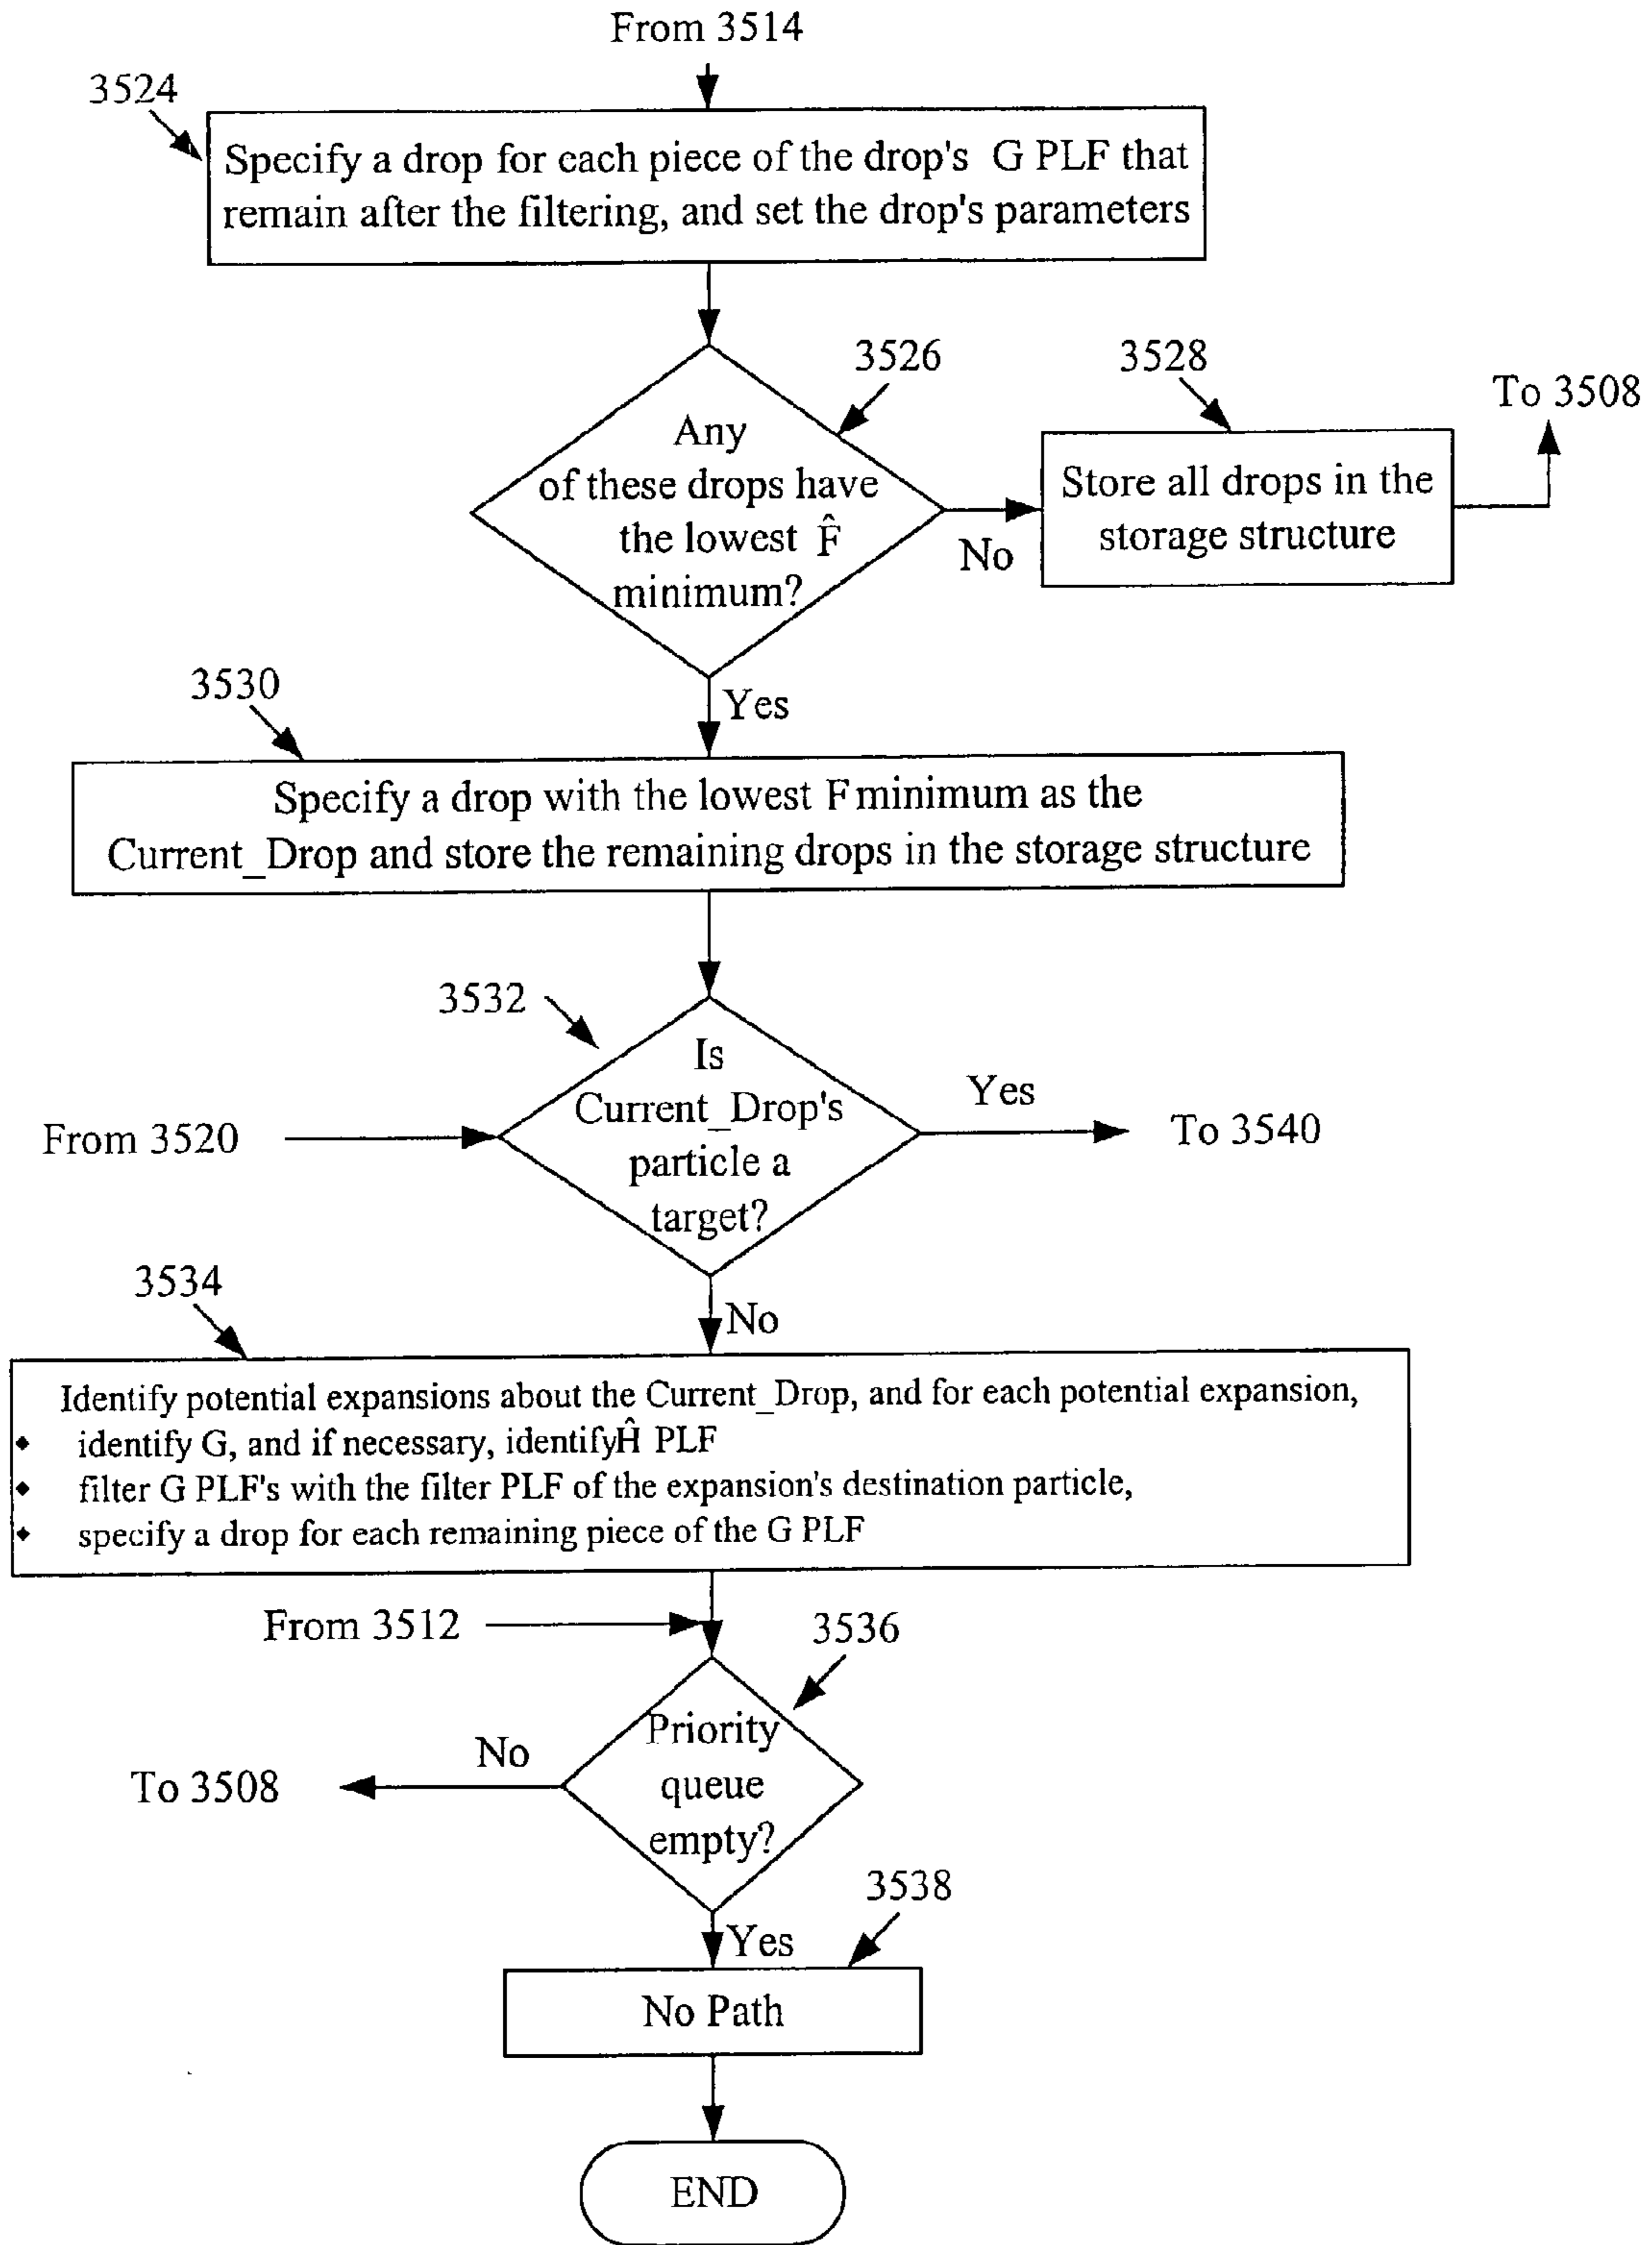 From 3514
3524
Specify a drop for each piece of the drop's G PLF that
remain after the filtering, and set the drop's parameters
3526
3528
To 3508
Any
of these drops have
the lowest F̂
minimum?
No
Store all drops in the
storage structure
3530
Yes
Specify a drop with the lowest F minimum as the
Current_Drop and store the remaining drops in the storage structure
3532
Is
Current_Drop's
particle a
target?
Yes
From 3520
To 3540
3534
No
Identify potential expansions about the Current_Drop, and for each potential expansion,
♦ identify G, and if necessary, identifyĤ PLF
♦ filter G PLF's with the filter PLF of the expansion's destination particle,
♦ specify a drop for each remaining piece of the G PLF
From 3512
3536
Priority
queue
empty?
No
To 3508
3538
Yes
No Path
END